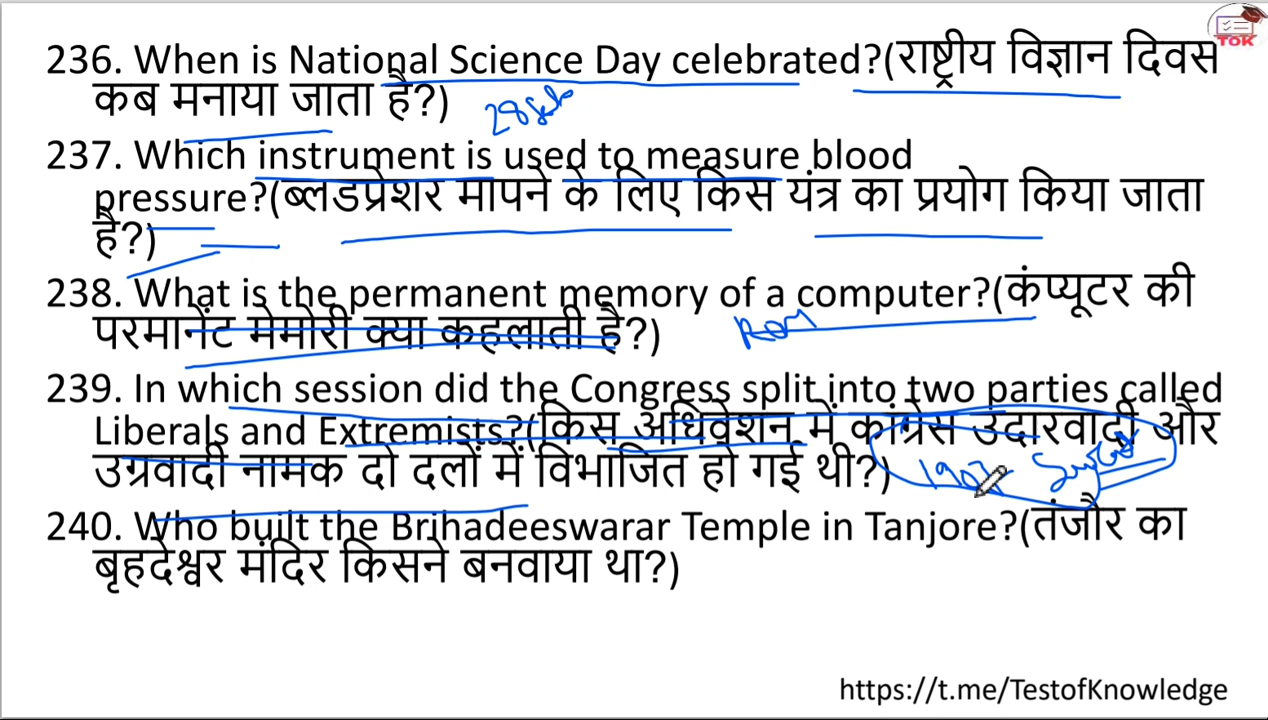 TOK
236. When is National Science Day celebrated?(राष्ट्रीय विज्ञान दिवस
कब मनाया जाता है?)
28 Feb
237. Which instrument is used to measure blood
pressure?(ब्लडप्रेशर मापने के लिए किस यंत्र का प्रयोग किया जाता
है?)
238. What is the permanent memory of a computer?(कंप्यूटर की
परमानेंट मेमोरी क्या कहलाती है?)
ROM
239. In which session did the Congress split into two parties called
Liberals and Extremists?(किस अधिवेशन में कांग्रेस उदारवादी और
उग्रवादी नामक दो दलों में विभाजित हो गई थी?)
1907 Surat
240. Who built the Brihadeeswarar Temple in Tanjore?(तंजौर का
बृहदेश्वर मंदिर किसने बनवाया था?)
https://t.me/TestofKnowledge